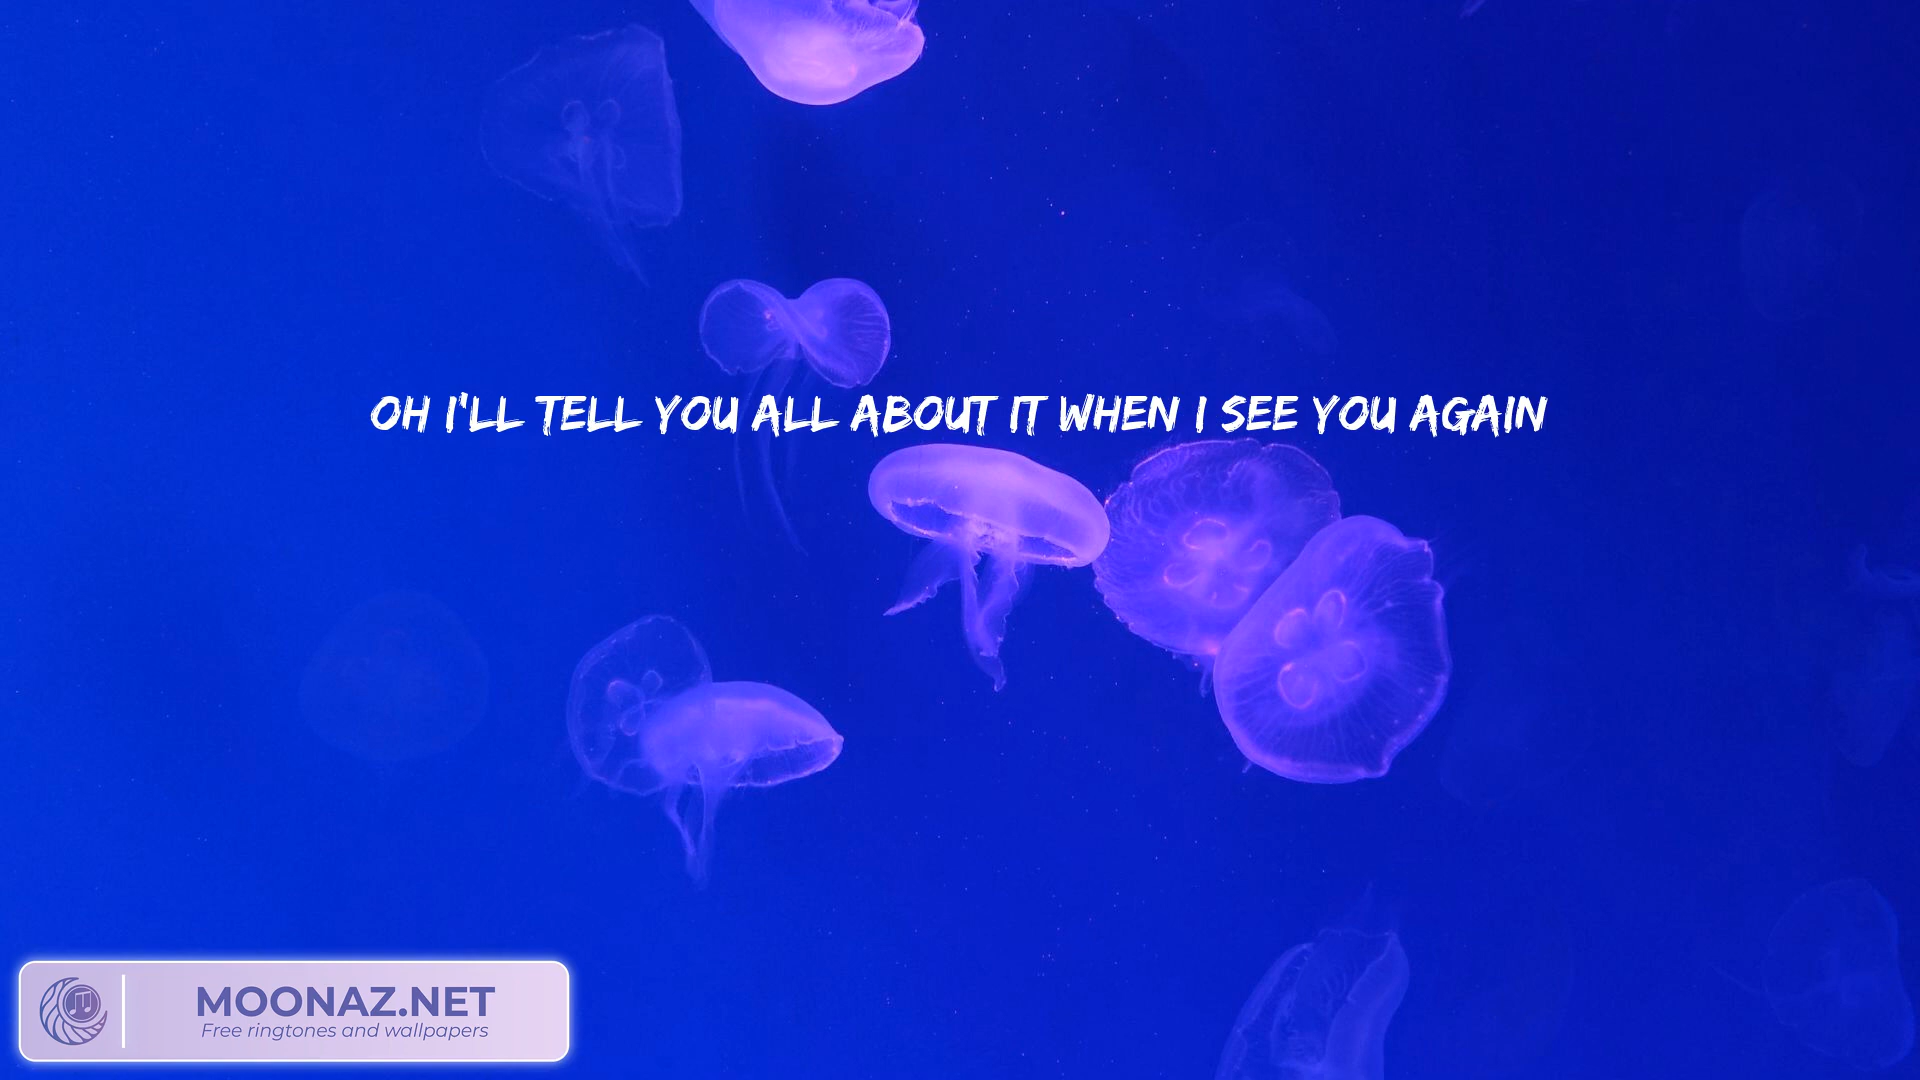 OH I'LL TELL YOU ALL ABOUT IT WHEN I SEE YOU AGAIN
MOONAZ.NET
Free ringtones and wallpapers